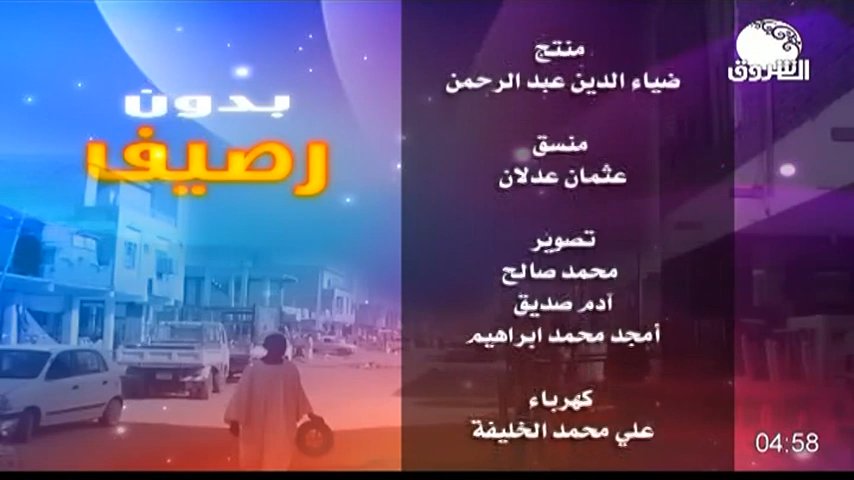 الشروق
بدون
رصيف
منتج
ضياء الدين عبد الرحمن
منسق
عثمان عدلان
تصوير
محمد صالح
آدم صديق
أمجد محمد ابراهيم
كهرباء
علي محمد الخليفة
04:58